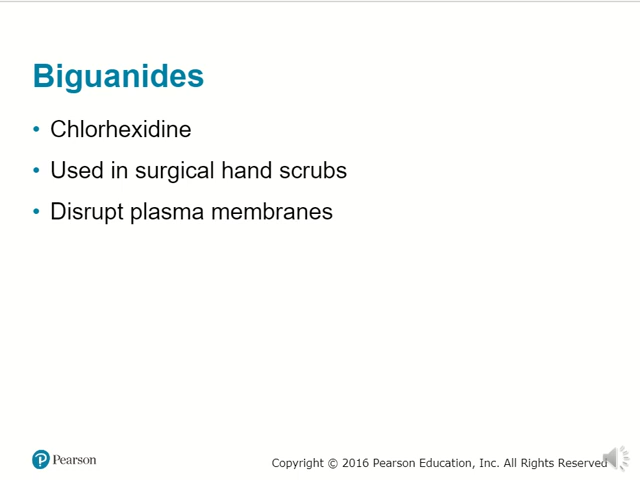 Biguanides
• Chlorhexidine
• Used in surgical hand scrubs
• Disrupt plasma membranes
Pearson
Copyright © 2016 Pearson Education, Inc. All Rights Reserved